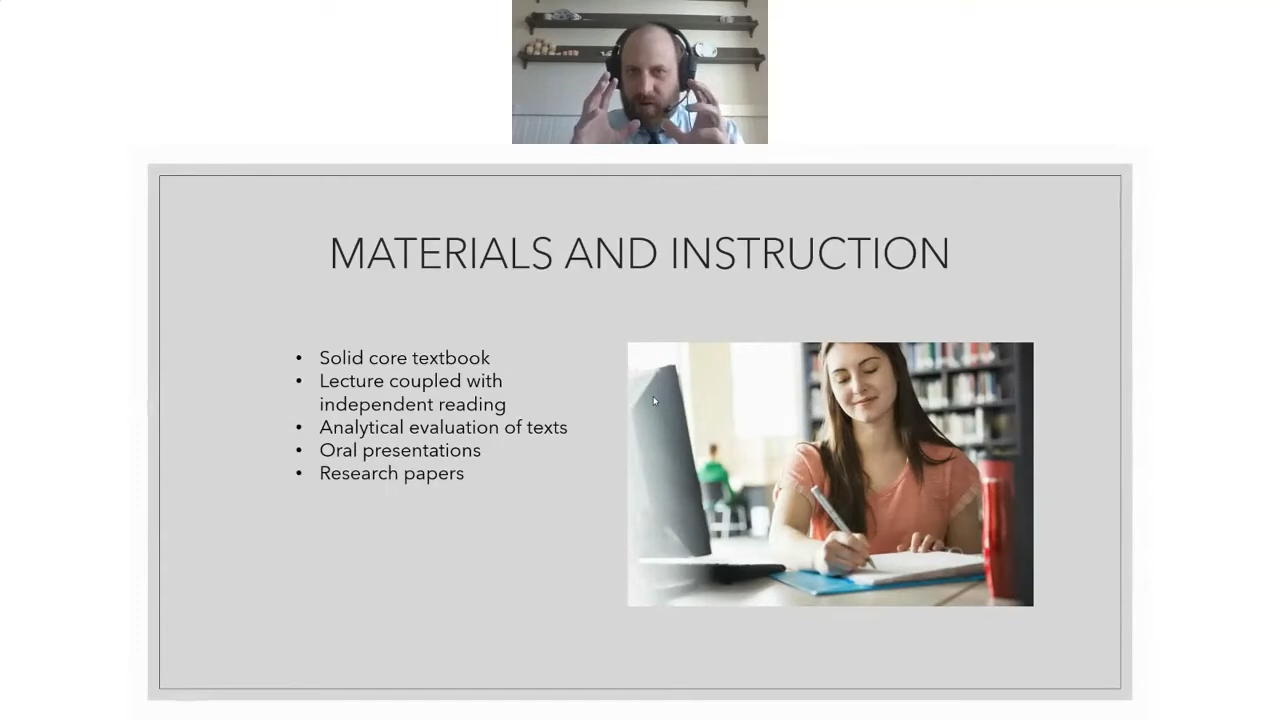 MATERIALS AND INSTRUCTION
• Solid core textbook
• Lecture coupled with
independent reading
• Analytical evaluation of texts
• Oral presentations
• Research papers